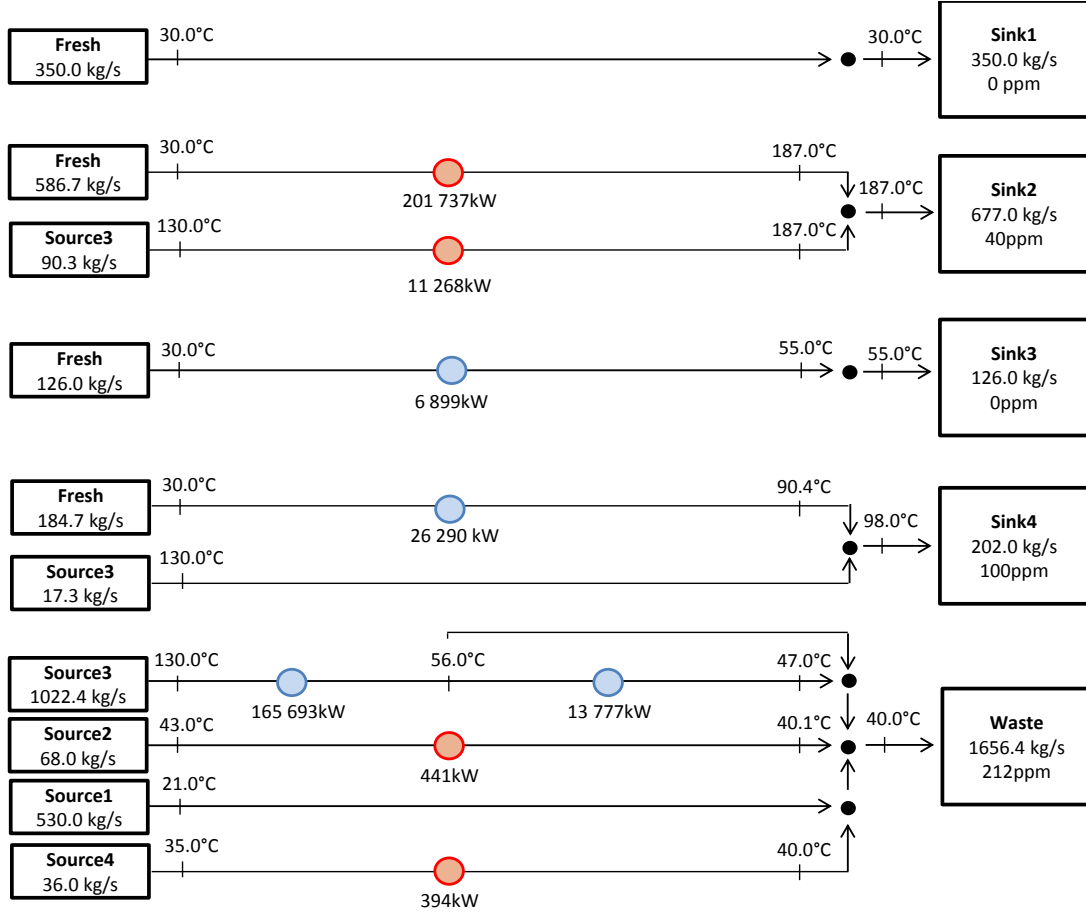 Fresh
350.0 kg/s
30.0°C
30.0°C
Sink1
350.0 kg/s
0 ppm
Fresh
586.7 kg/s
30.0°C
201 737kW
187.0°C
Source3
90.3 kg/s
130.0°C
11 268kW
187.0°C
187.0°C
Sink2
677.0 kg/s
40ppm
Fresh
126.0 kg/s
30.0°C
6 899kW
55.0°C
55.0°C
Sink3
126.0 kg/s
0ppm
Fresh
184.7 kg/s
30.0°C
26 290 kW
90.4°C
Source3
17.3 kg/s
130.0°C
98.0°C
Sink4
202.0 kg/s
100ppm
Source3
1022.4 kg/s
130.0°C
165 693kW
56.0°C
13 777kW
47.0°C
Source2
68.0 kg/s
43.0°C
441kW
40.1°C
Source1
530.0 kg/s
21.0°C
Source4
36.0 kg/s
35.0°C
394kW
40.0°C
40.0°C
Waste
1656.4 kg/s
212ppm